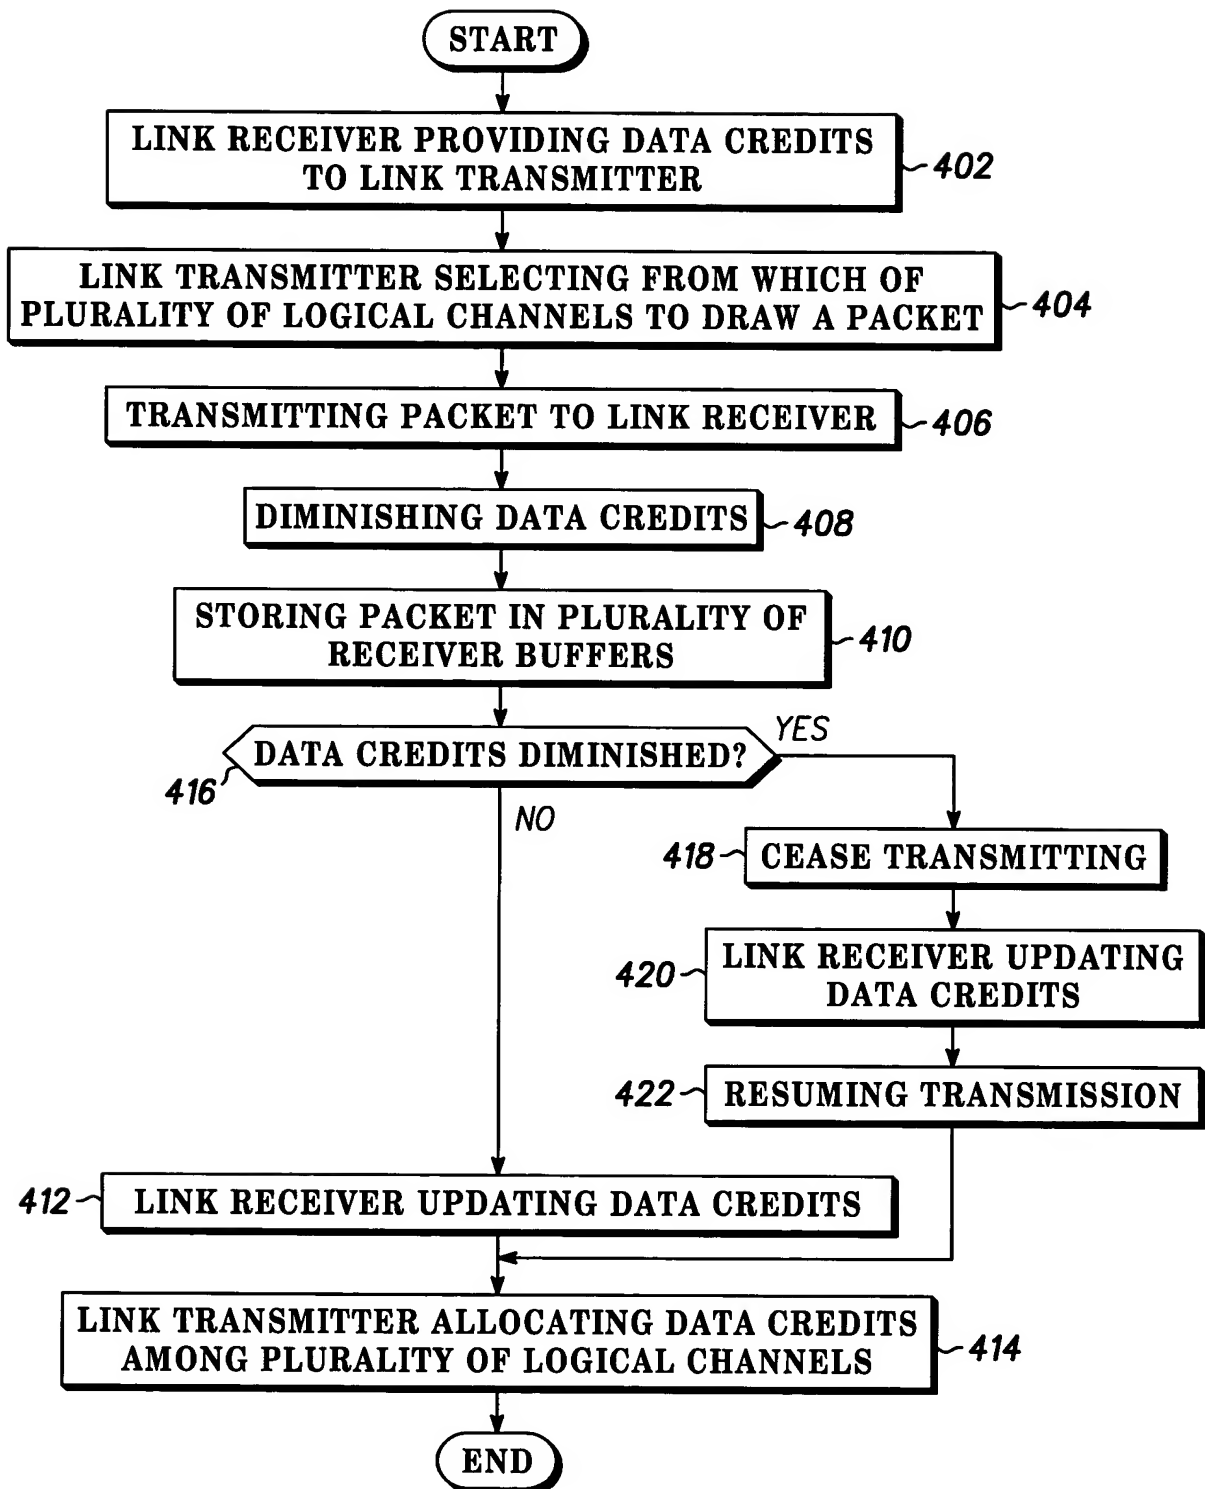 START
LINK RECEIVER PROVIDING DATA CREDITS
TO LINK TRANSMITTER
402
LINK TRANSMITTER SELECTING FROM WHICH OF
PLURALITY OF LOGICAL CHANNELS TO DRAW A PACKET
404
TRANSMITTING PACKET TO LINK RECEIVER
406
DIMINISHING DATA CREDITS
408
STORING PACKET IN PLURALITY OF
RECEIVER BUFFERS
410
DATA CREDITS DIMINISHED?
416
YES
NO
418
CEASE TRANSMITTING
420
LINK RECEIVER UPDATING
DATA CREDITS
422
RESUMING TRANSMISSION
412
LINK RECEIVER UPDATING DATA CREDITS
LINK TRANSMITTER ALLOCATING DATA CREDITS
AMONG PLURALITY OF LOGICAL CHANNELS
414
END